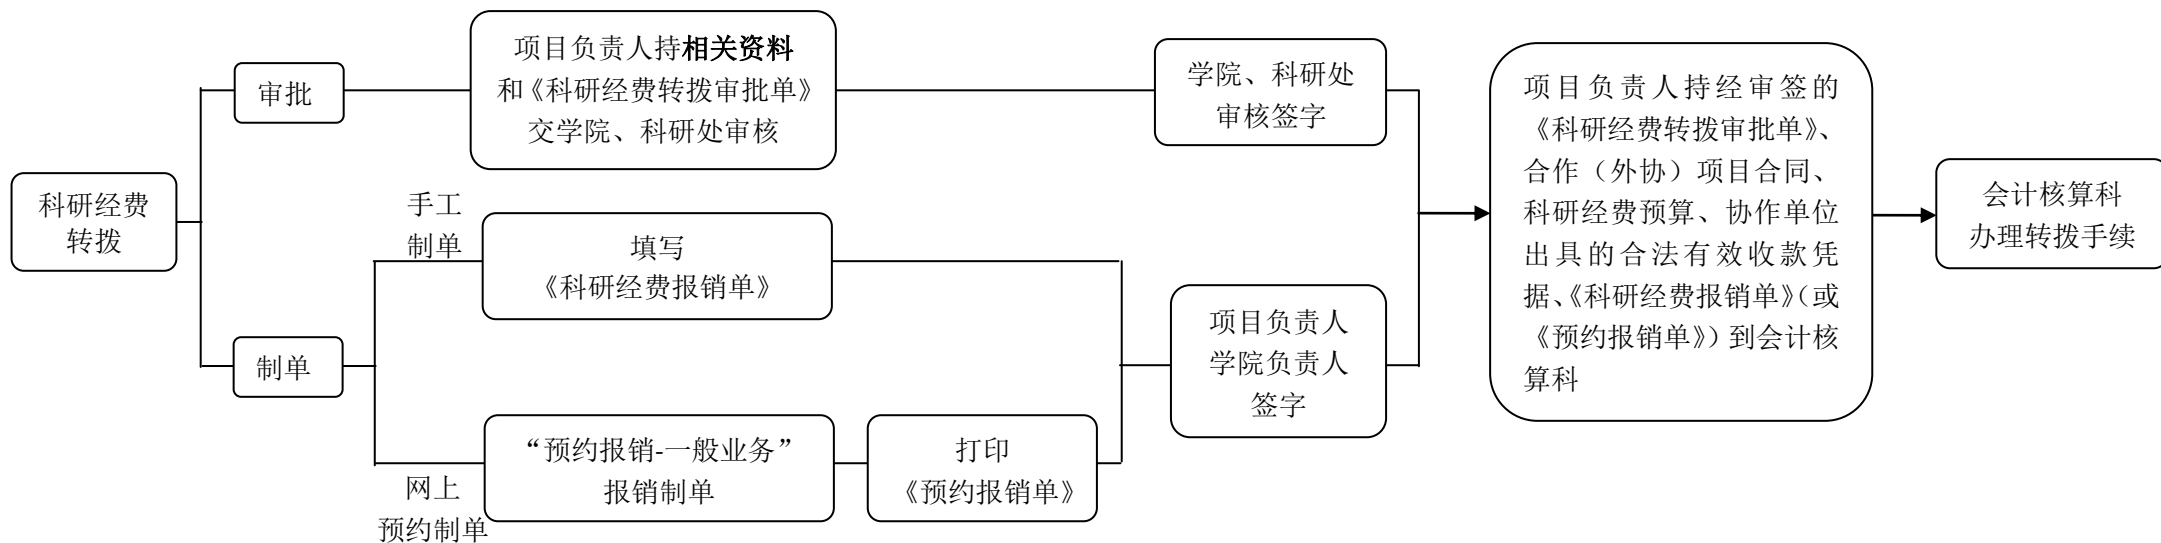 科研经费
转拨
审批
项目负责人持相关资料
和《科研经费转拨审批单》
交学院、科研处审核
学院、科研处
审核签字
制单
手工
制单
填写
《科研经费报销单》
网上
预约制单
“预约报销-一般业务”
报销制单
打印
《预约报销单》
项目负责人
学院负责人
签字
项目负责人持经审签的
《科研经费转拨审批单》、
合作（外协）项目合同、
科研经费预算、协作单位
出具的合法有效收款凭
据、《科研经费报销单》（或
《预约报销单》）到会计核
算科
会计核算科
办理转拨手续